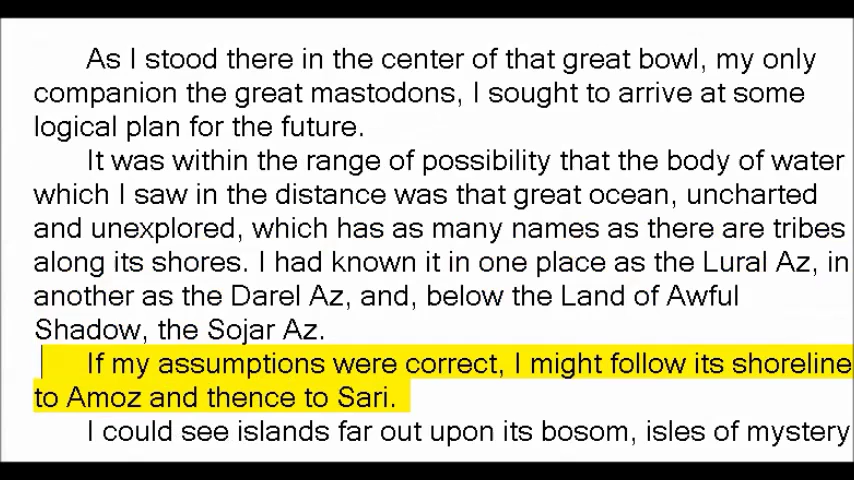 As I stood there in the center of that great bowl, my only
companion the great mastodons, I sought to arrive at some
logical plan for the future.
It was within the range of possibility that the body of water
which I saw in the distance was that great ocean, uncharted
and unexplored, which has as many names as there are tribes
along its shores. I had known it in one place as the Lural Az, in
another as the Darel Az, and, below the Land of Awful
Shadow, the Sojar Az.
If my assumptions were correct, I might follow its shoreline
to Amoz and thence to Sari.
I could see islands far out upon its bosom, isles of mystery